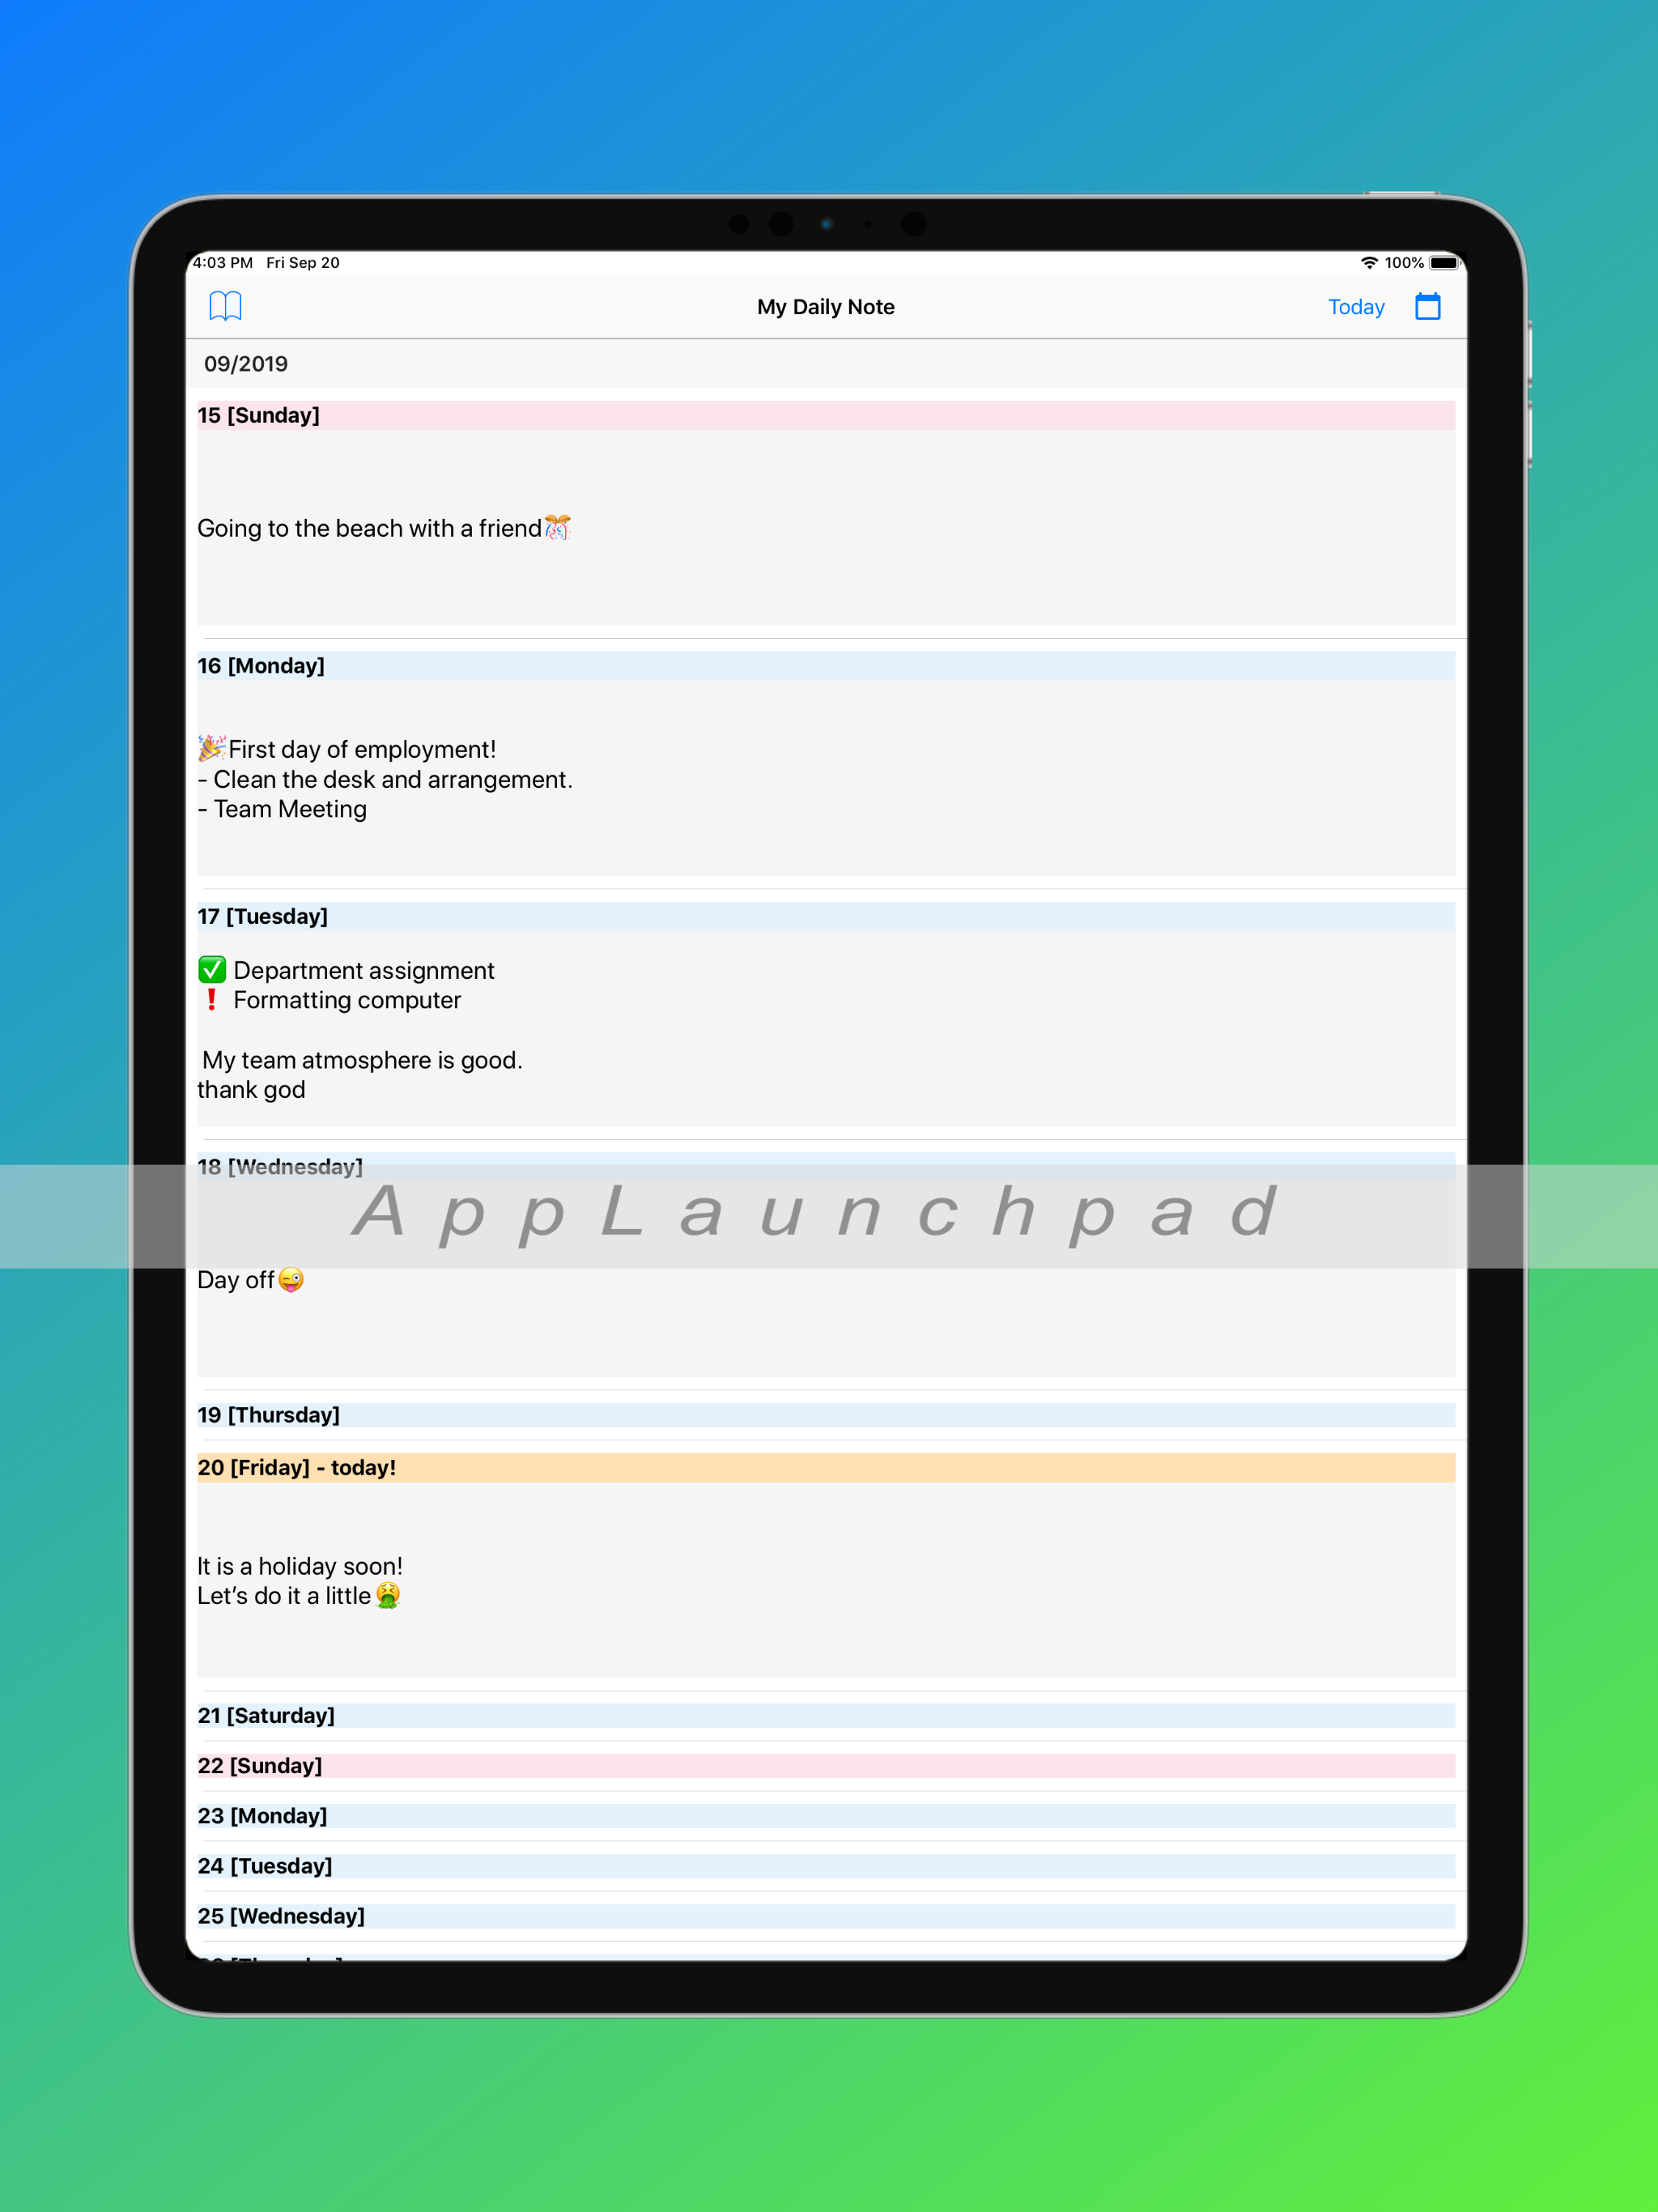 4:03 PM Fri Sep 20
100%
My Daily Note
Today
09/2019
15 [Sunday]
Going to the beach with a friend🎊
16 [Monday]
🎉First day of employment!
- Clean the desk and arrangement.
- Team Meeting
17 [Tuesday]
✅ Department assignment
❗ Formatting computer
My team atmosphere is good.
thank god
18 [Wednesday]
AppLaunchpad
Day off😜
19 [Thursday]
20 [Friday] - today!
It is a holiday soon!
Let’s do it a little🤮
21 [Saturday]
22 [Sunday]
23 [Monday]
24 [Tuesday]
25 [Wednesday]